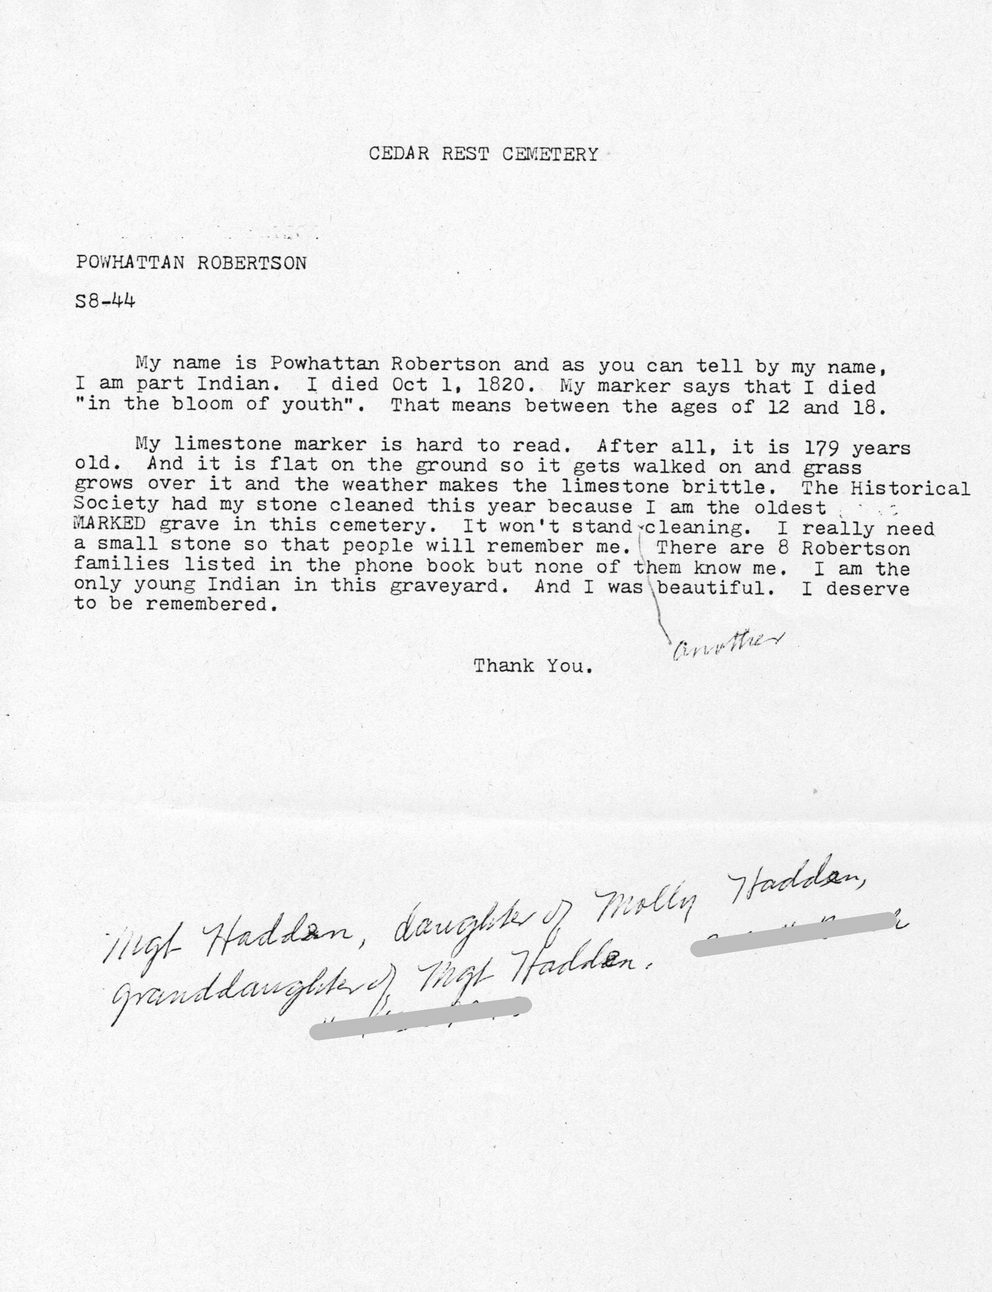 CEDAR REST CEMETERY
POWHATTAN ROBERTSON
S8-44
My name is Powhattan Robertson and as you can tell by my name,
I am part Indian. I died Oct 1, 1820. My marker says that I died
"in the bloom of youth". That means between the ages of 12 and 18.
My limestone marker is hard to read. After all, it is 179 years
old. And it is flat on the ground so it gets walked on and grass
grows over it and the weather makes the limestone brittle. The Historical
Society had my stone cleaned this year because I am the oldest
MARKED grave in this cemetery. It won't stand cleaning. I really need
a small stone so that people will remember me. There are 8 Robertson
families listed in the phone book but none of them know me. I am the
only young Indian in this graveyard. And I was beautiful. I deserve
to be remembered.
another
Thank You.
Mgt Hadden, daughter of Molly Hadden,
granddaughter of Mgt Hadden.